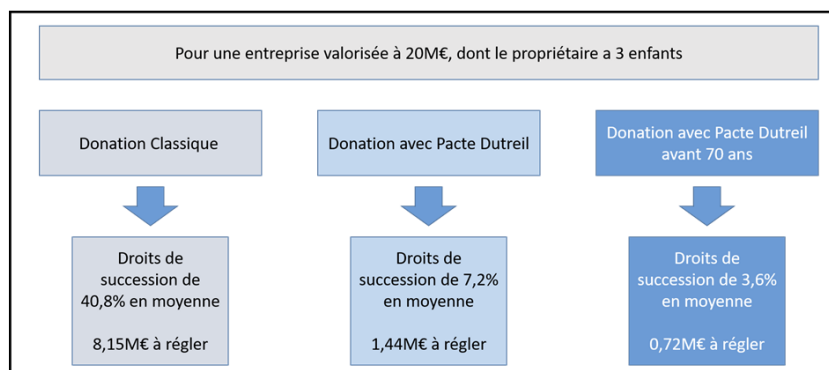 Pour une entreprise valorisée à 20M€, dont le propriétaire a 3 enfants
Donation Classique
Donation avec Pacte Dutreil
Donation avec Pacte Dutreil
avant 70 ans
Droits de
succession de
40,8% en moyenne
8,15M€ à régler
Droits de
succession de 7,2%
en moyenne
1,44M€ à régler
Droits de
succession de 3,6%
en moyenne
0,72M€ à régler